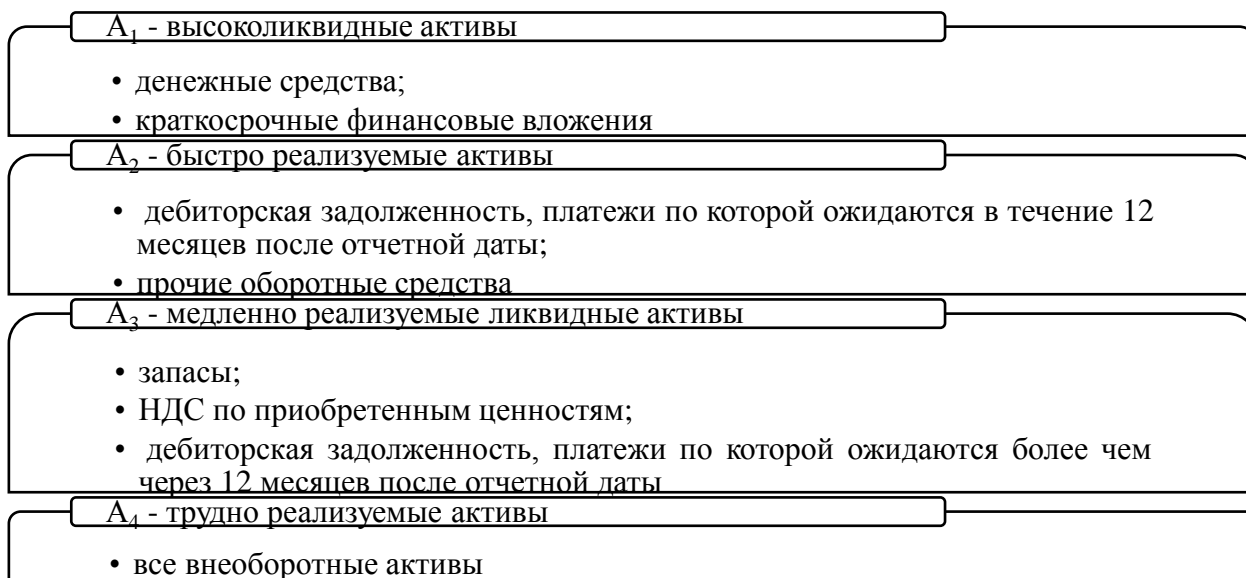 А₁ - высоколиквидные активы
• денежные средства;
• краткосрочные финансовые вложения
А₂ - быстро реализуемые активы
• дебиторская задолженность, платежи по которой ожидаются в течение 12
месяцев после отчетной даты;
• прочие оборотные средства
А₃ - медленно реализуемые ликвидные активы
• запасы;
• НДС по приобретенным ценностям;
• дебиторская задолженность, платежи по которой ожидаются более чем
через 12 месяцев после отчетной даты
А₄ - трудно реализуемые активы
• все внеоборотные активы